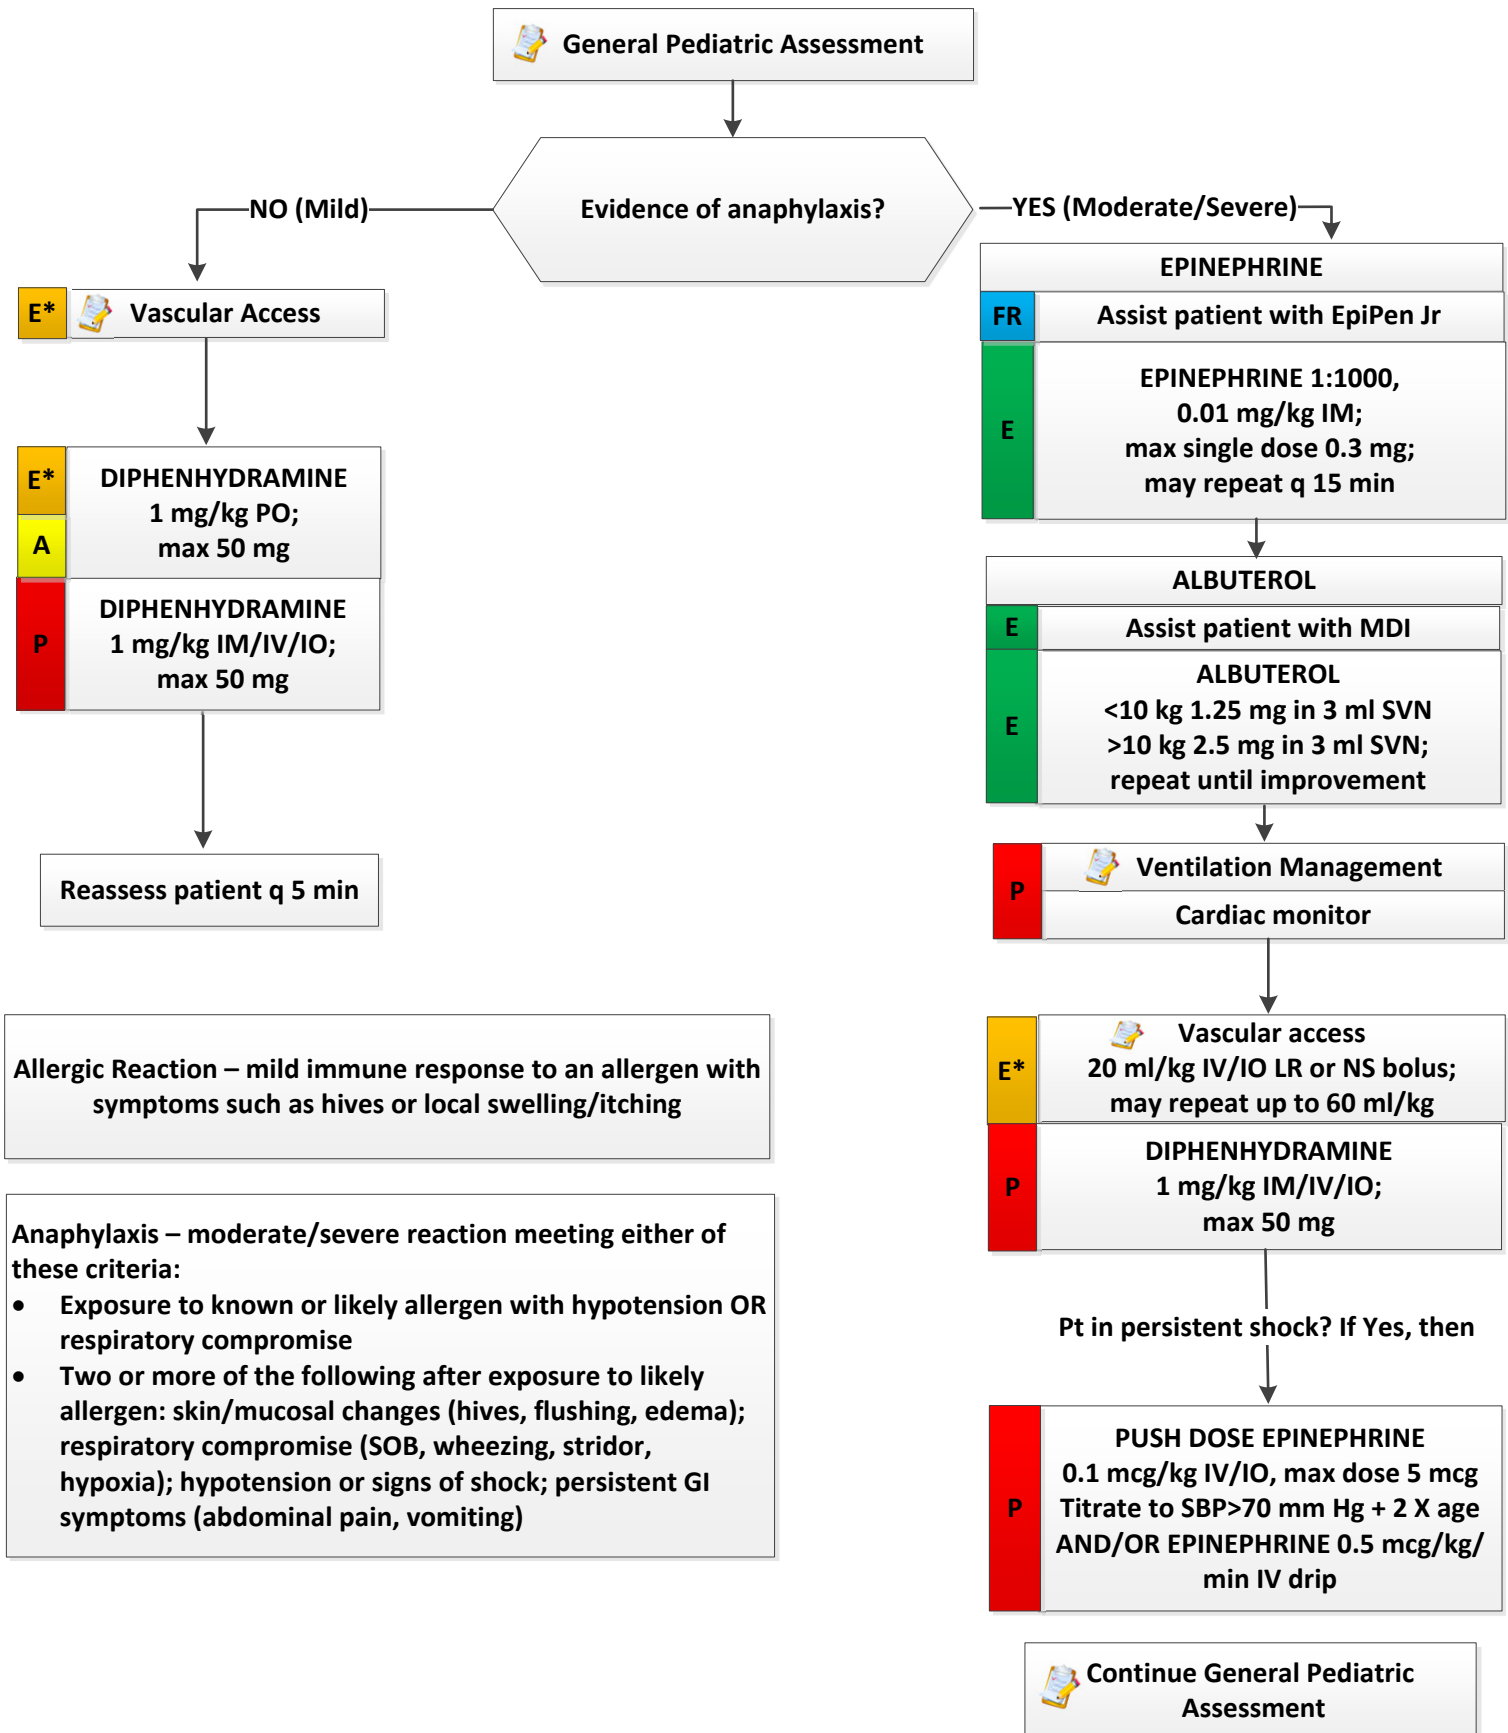 General Pediatric Assessment
Evidence of anaphylaxis?
NO (Mild)
E*
Vascular Access
E*
A
DIPHENHYDRAMINE
1 mg/kg PO;
max 50 mg
P
DIPHENHYDRAMINE
1 mg/kg IM/IV/IO;
max 50 mg
Reassess patient q 5 min
YES (Moderate/Severe)
EPINEPHRINE
FR
Assist patient with EpiPen Jr
E
EPINEPHRINE 1:1000,
0.01 mg/kg IM;
max single dose 0.3 mg;
may repeat q 15 min
ALBUTEROL
E
Assist patient with MDI
E
ALBUTEROL
<10 kg 1.25 mg in 3 ml SVN
>10 kg 2.5 mg in 3 ml SVN;
repeat until improvement
P
Ventilation Management
Cardiac monitor
E*
Vascular access
20 ml/kg IV/IO LR or NS bolus;
may repeat up to 60 ml/kg
P
DIPHENHYDRAMINE
1 mg/kg IM/IV/IO;
max 50 mg
Pt in persistent shock? If Yes, then
P
PUSH DOSE EPINEPHRINE
0.1 mcg/kg IV/IO, max dose 5 mcg
Titrate to SBP>70 mm Hg + 2 X age
AND/OR EPINEPHRINE 0.5 mcg/kg/
min IV drip
Continue General Pediatric
Assessment
Allergic Reaction – mild immune response to an allergen with
symptoms such as hives or local swelling/itching
Anaphylaxis – moderate/severe reaction meeting either of
these criteria:
• Exposure to known or likely allergen with hypotension OR
respiratory compromise
• Two or more of the following after exposure to likely
allergen: skin/mucosal changes (hives, flushing, edema);
respiratory compromise (SOB, wheezing, stridor,
hypoxia); hypotension or signs of shock; persistent GI
symptoms (abdominal pain, vomiting)